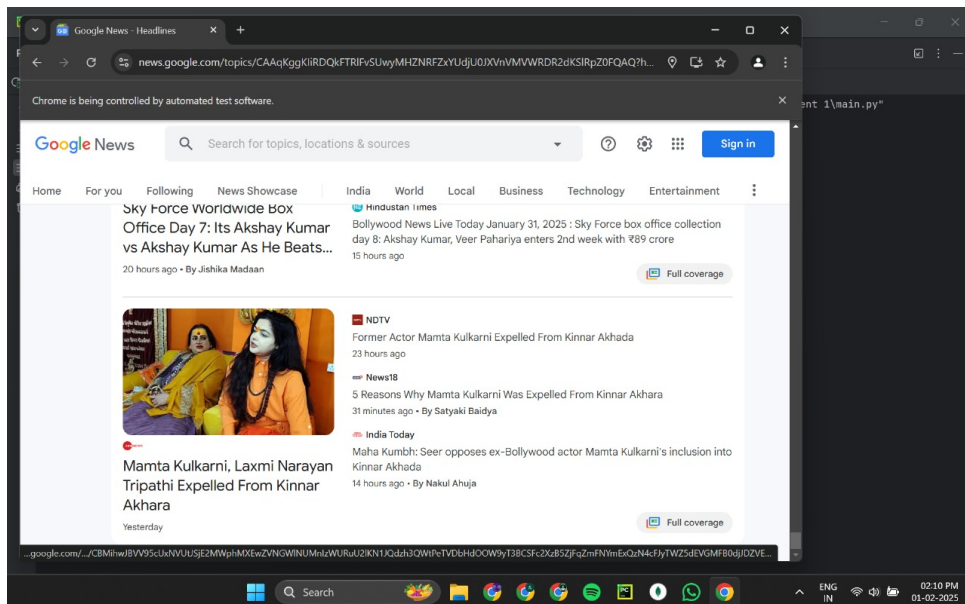 Google News - Headlines
news.google.com/topics/CAAqKggKIiRDQkFTRlFvSUwyMHZNRFZxYUdjU0JXVnVMVWRDR2dKSlRpZ0FQAQ?h...
Chrome is being controlled by automated test software.
ent 1\main.py"
Google News
Search for topics, locations & sources
Sign in
Home For you Following News Showcase India World Local Business Technology Entertainment
Sky Force Worldwide Box
Office Day 7: Its Akshay Kumar
vs Akshay Kumar As He Beats...
20 hours ago • By Jishika Madaan
Hindustan Times
Bollywood News Live Today January 31, 2025 : Sky Force box office collection
day 8: Akshay Kumar, Veer Pahariya enters 2nd week with ₹89 crore
15 hours ago
Full coverage
Mamta Kulkarni, Laxmi Narayan
Tripathi Expelled From Kinnar
Akhara
Yesterday
NDTV
Former Actor Mamta Kulkarni Expelled From Kinnar Akhada
23 hours ago
News18
5 Reasons Why Mamta Kulkarni Was Expelled From Kinnar Akhara
31 minutes ago • By Satyaki Baidya
India Today
Maha Kumbh: Seer opposes ex-Bollywood actor Mamta Kulkarni's inclusion into
Kinnar Akhada
14 hours ago • By Nakul Ahuja
Full coverage
Search
ENG
IN
02:10 PM
01-02-2025